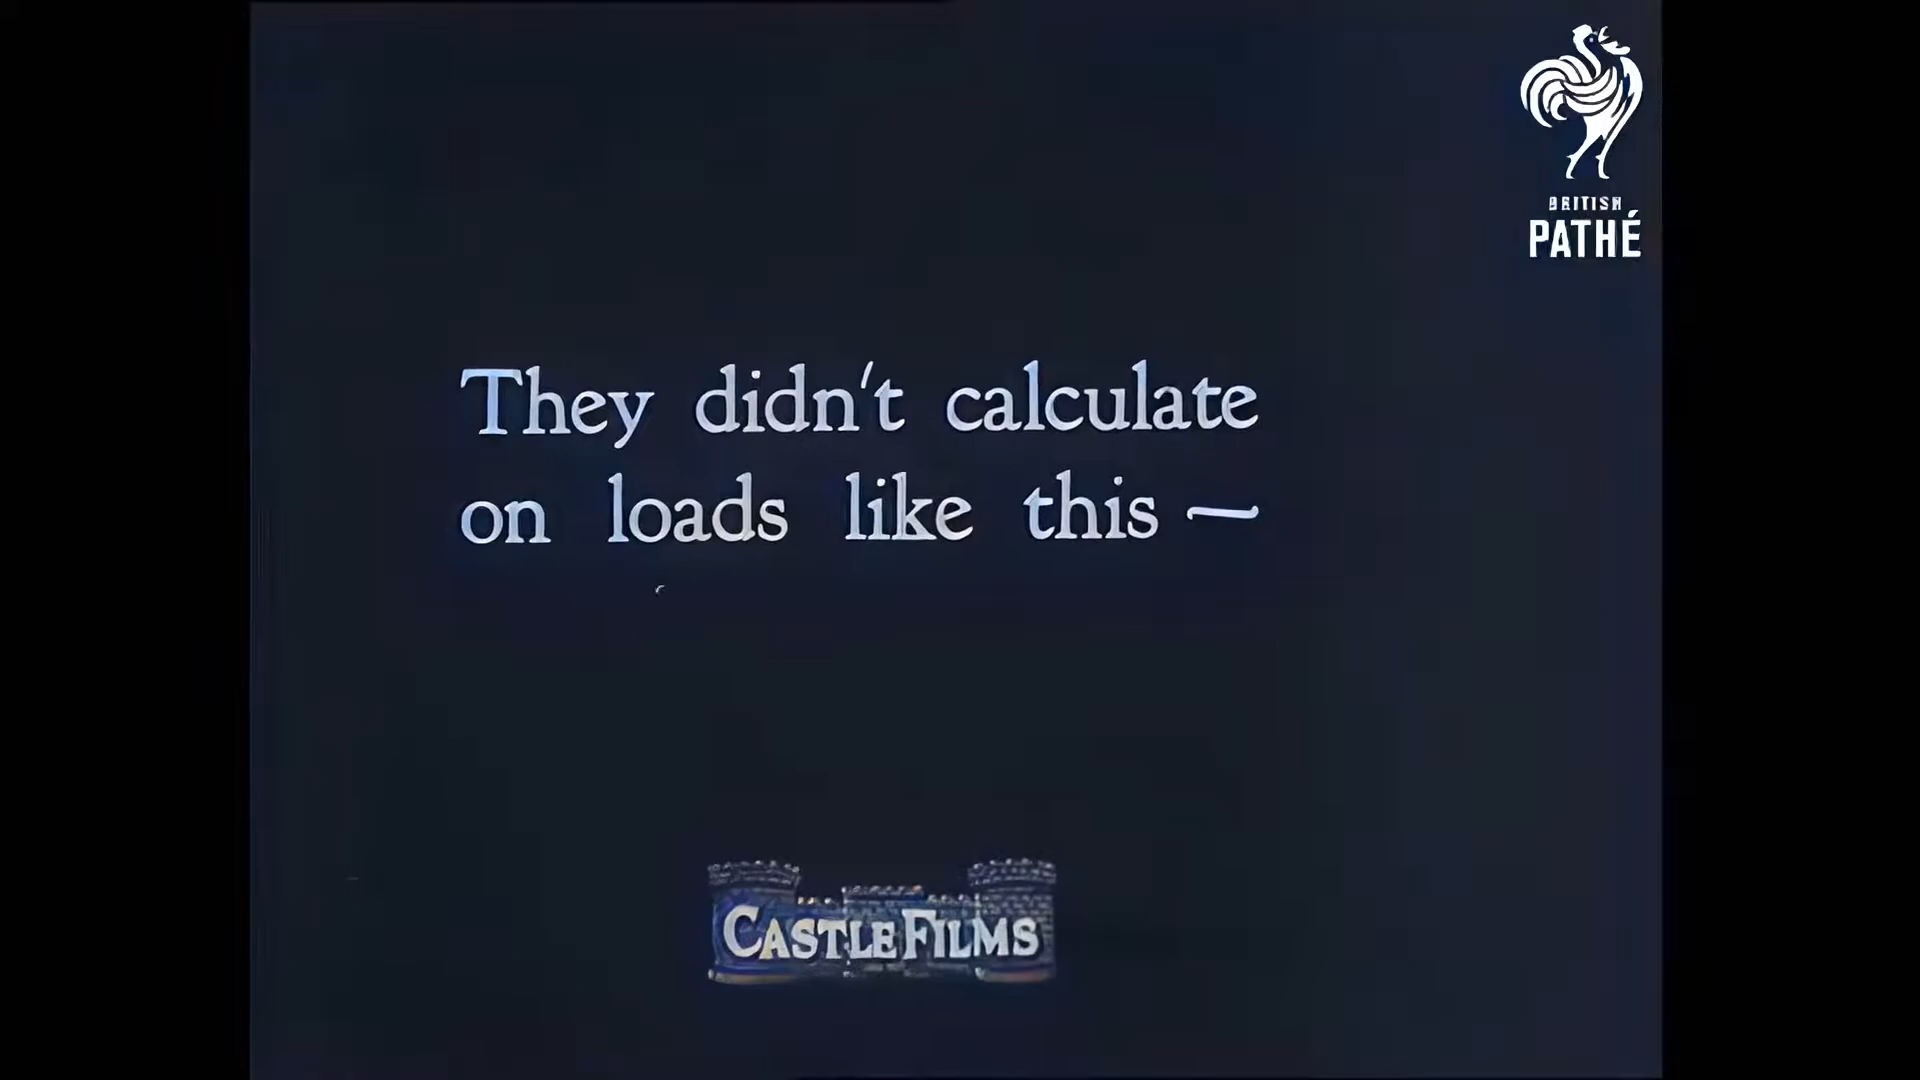 BRITISH
PATHÉ
They didn't calculate
on loads like this —
CASTLE FILMS